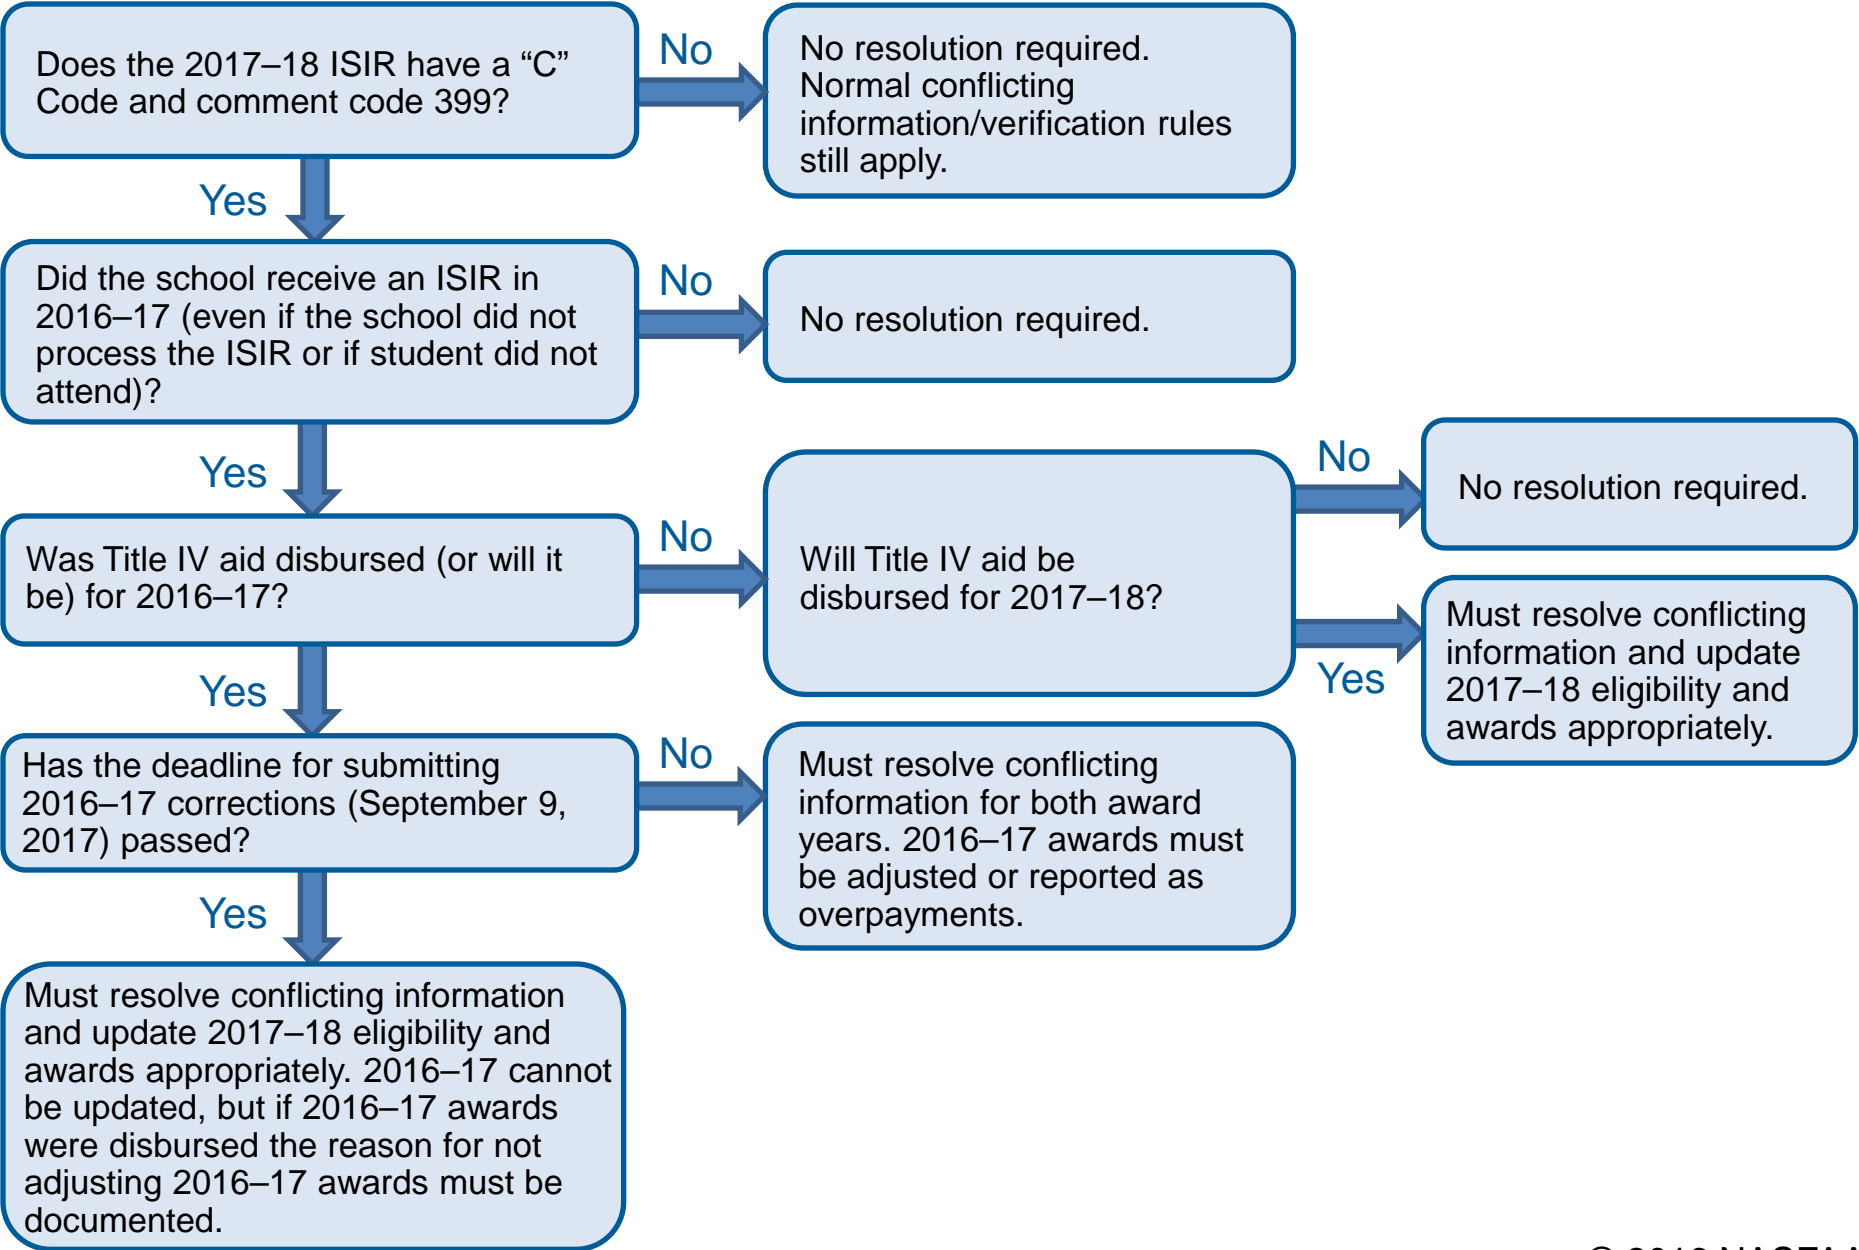 Does the 2017–18 ISIR have a “C”
Code and comment code 399?
No
No resolution required.
Normal conflicting
information/verification rules
still apply.
Yes
Did the school receive an ISIR in
2016–17 (even if the school did not
process the ISIR or if student did not
attend)?
No
No resolution required.
Yes
Was Title IV aid disbursed (or will it
be) for 2016–17?
No
Will Title IV aid be
disbursed for 2017–18?
No
No resolution required.
Yes
Must resolve conflicting
information and update
2017–18 eligibility and
awards appropriately.
Yes
Has the deadline for submitting
2016–17 corrections (September 9,
2017) passed?
No
Must resolve conflicting
information for both award
years. 2016–17 awards must
be adjusted or reported as
overpayments.
Yes
Must resolve conflicting information
and update 2017–18 eligibility and
awards appropriately. 2016–17 cannot
be updated, but if 2016–17 awards
were disbursed the reason for not
adjusting 2016–17 awards must be
documented.